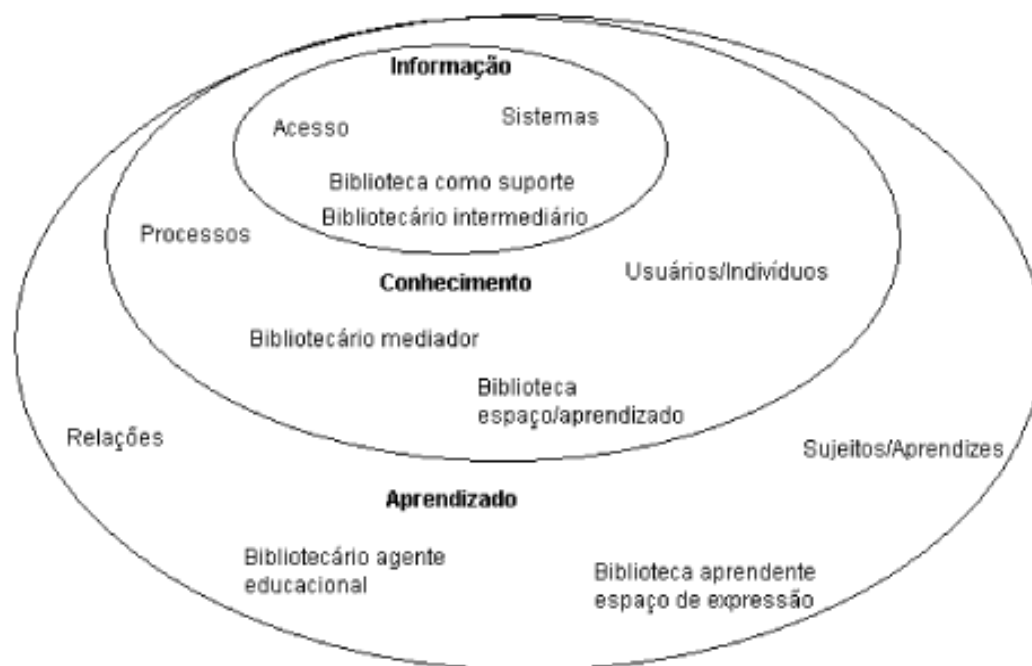 Informação
Acesso
Sistemas
Biblioteca como suporte
Bibliotecário intermediário
Processos
Conhecimento
Usuários/Indivíduos
Bibliotecário mediador
Biblioteca
espaço/aprendizado
Relações
Sujeitos/Aprendizes
Aprendizado
Bibliotecário agente
educacional
Biblioteca aprendente
espaço de expressão